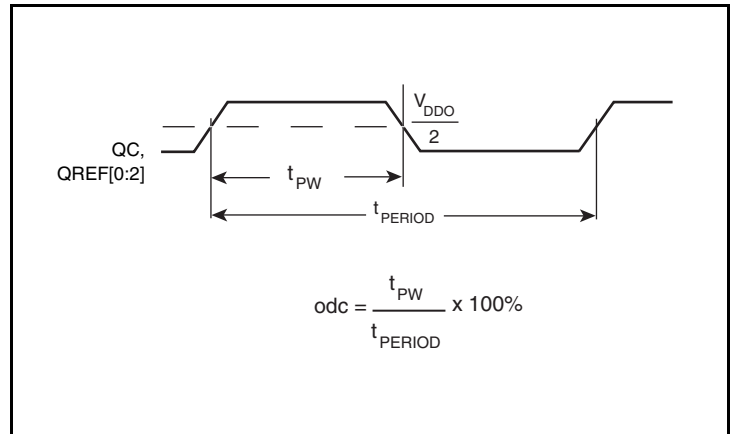 V_DDO
2
QC,
QREF[0:2]
t_PW
t_PERIOD
t_PW
odc = x 100%
t_PERIOD